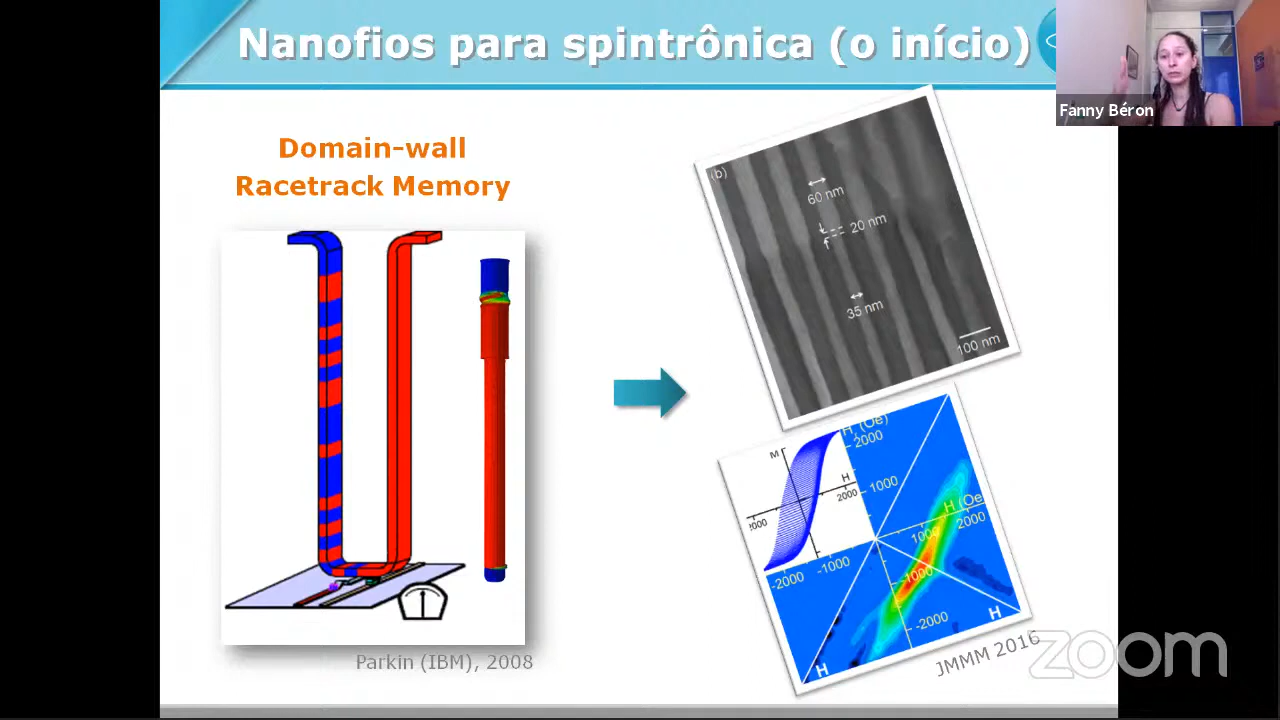 Nanofios para spintrônica (o início)
Fanny Béron
Domain-wall
Racetrack Memory
Parkin (IBM), 2008
(b)
60 nm
20 nm
35 nm
100 nm
M
H
2000
H (Oe)
2000
1000
H (Oe
2000
1000
-2000
-1000
-1000
-2000
H
H
JMMM 2016
zoom